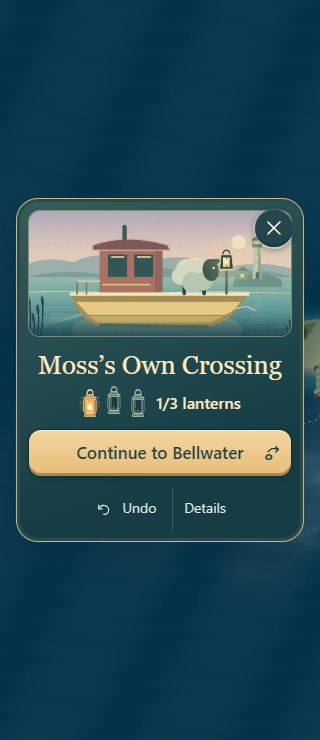 Moss’s Own Crossing
1/3 lanterns
Continue to Bellwater
Undo
Details